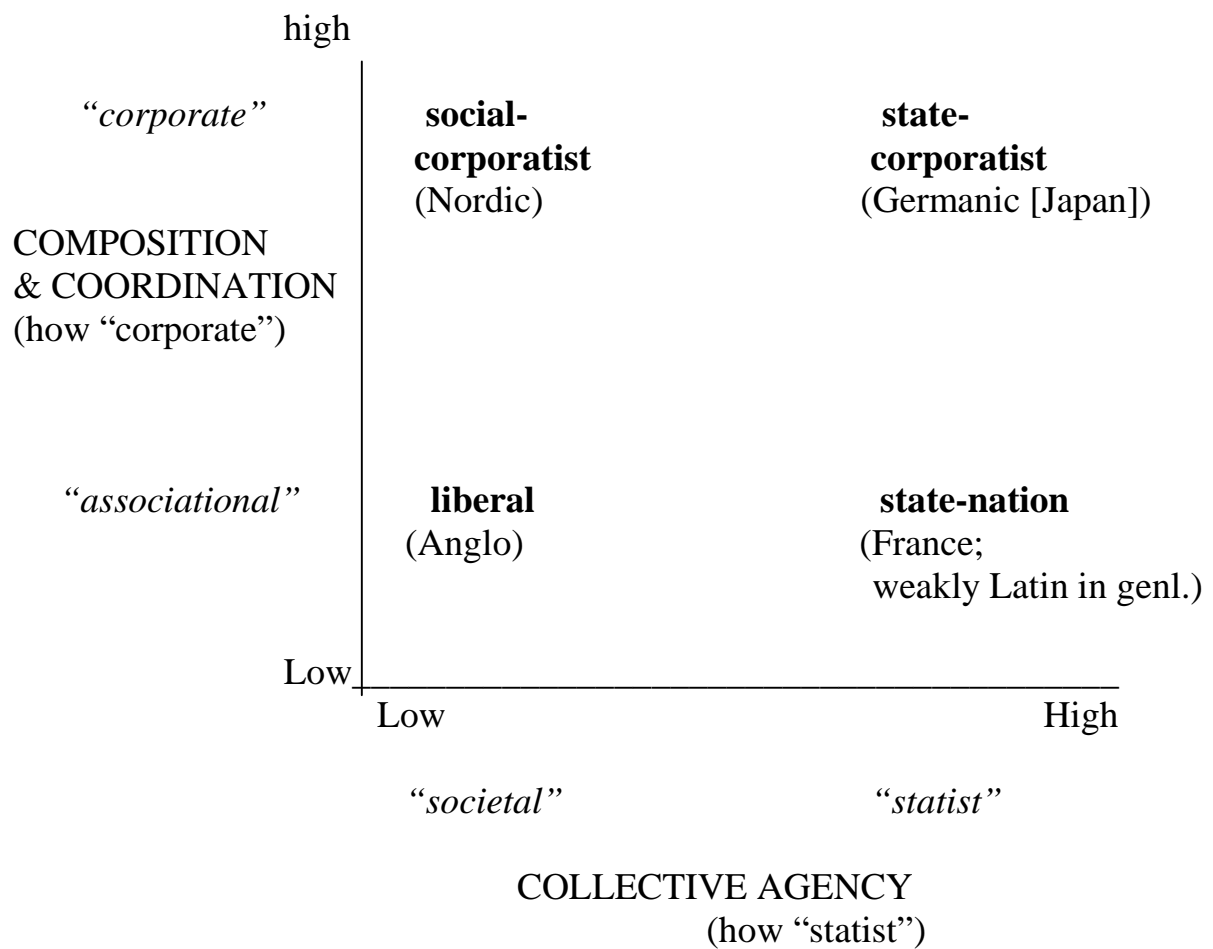 high
“corporate” social- state-
corporatist corporatist
(Nordic) (Germanic [Japan])
COMPOSITION
& COORDINATION
(how “corporate”)
“associational” liberal state-nation
(Anglo) (France;
weakly Latin in genl.)
Low
Low High
“societal” “statist”
COLLECTIVE AGENCY
(how “statist”)